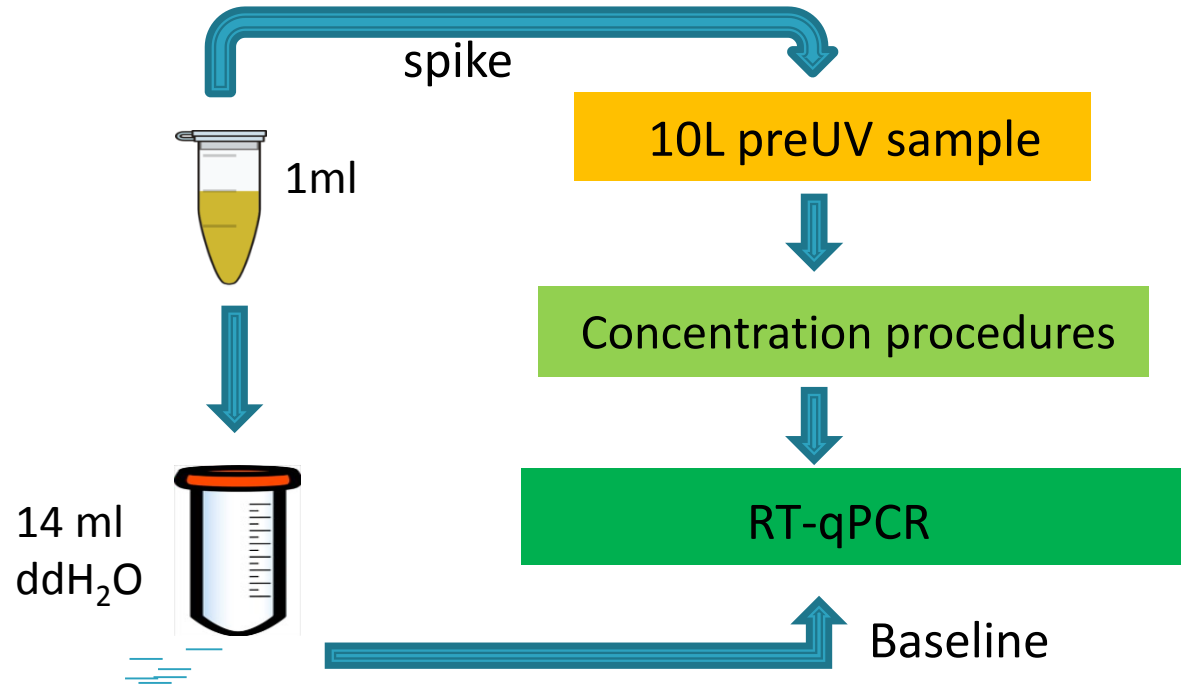 spike
10L preUV sample
1ml
Concentration procedures
14 ml
ddH₂O
RT-qPCR
Baseline